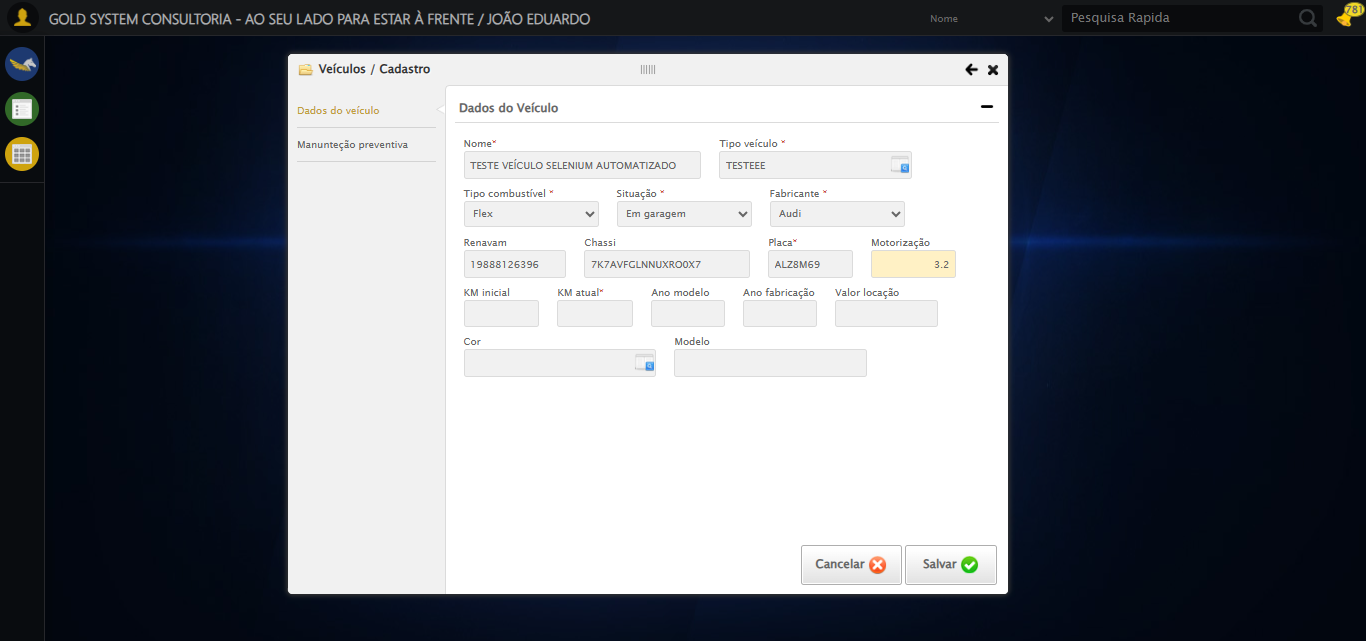 GOLD SYSTEM CONSULTORIA - AO SEU LADO PARA ESTAR À FRENTE / JOÃO EDUARDO
Nome
Pesquisa Rapida
781
Veículos / Cadastro
Dados do veículo
Manunteção preventiva
Dados do Veículo
Nome* Tipo veículo *
TESTE VEÍCULO SELENIUM AUTOMATIZADO TESTEEE
Tipo combustível * Situação * Fabricante *
Flex Em garagem Audi
Renavam Chassi Placa* Motorização
19888126396 7K7AVFGLNNUXRO0X7 ALZ8M69 3.2
KM inicial KM atual* Ano modelo Ano fabricação Valor locação
Cor Modelo
Cancelar Salvar